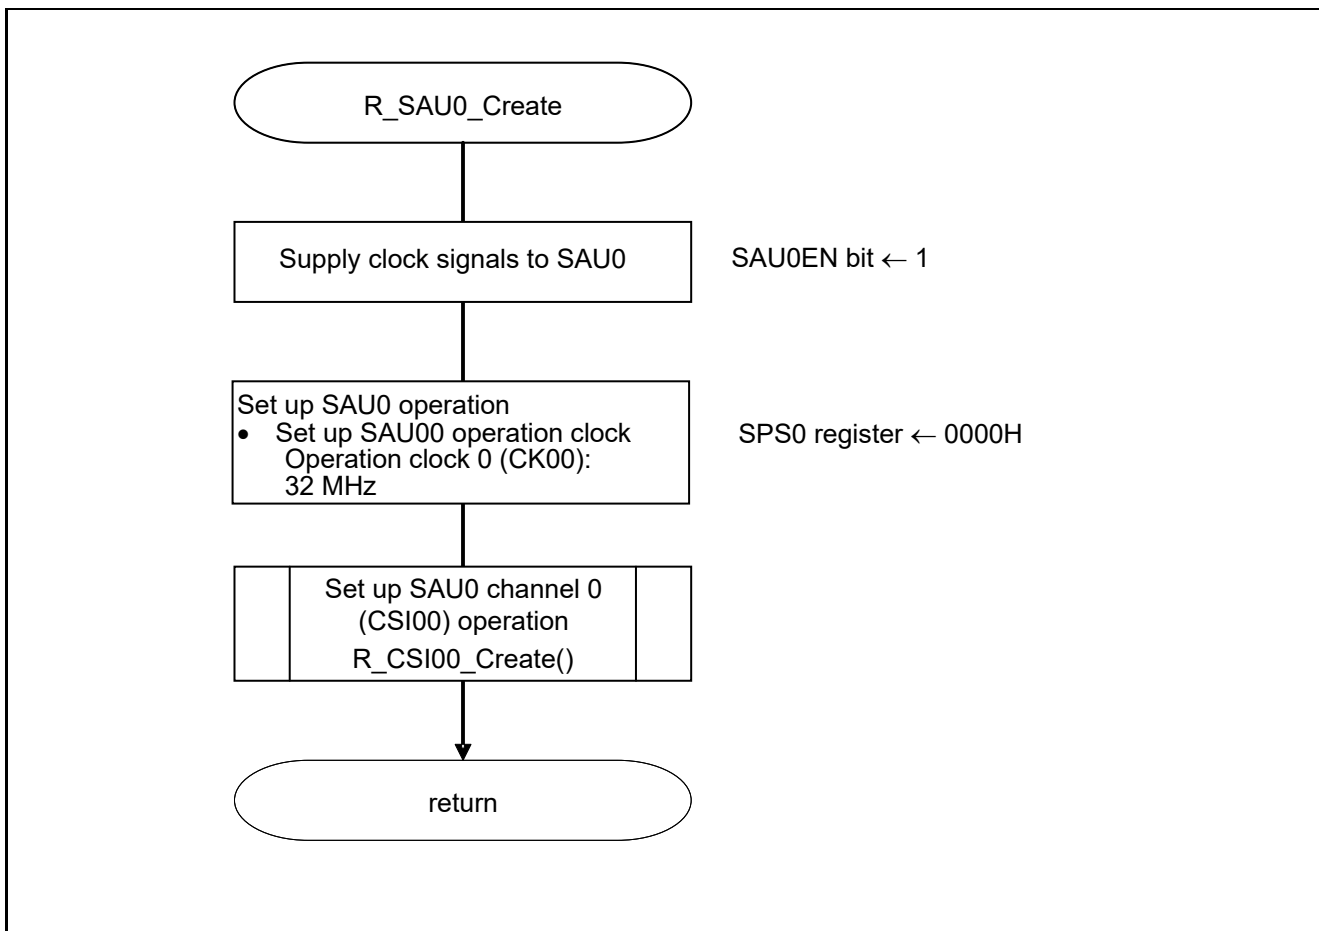 R_SAU0_Create
Supply clock signals to SAU0
SAU0EN bit ← 1
Set up SAU0 operation
• Set up SAU00 operation clock
Operation clock 0 (CK00):
32 MHz
SPS0 register ← 0000H
Set up SAU0 channel 0
(CSI00) operation
R_CSI00_Create()
return